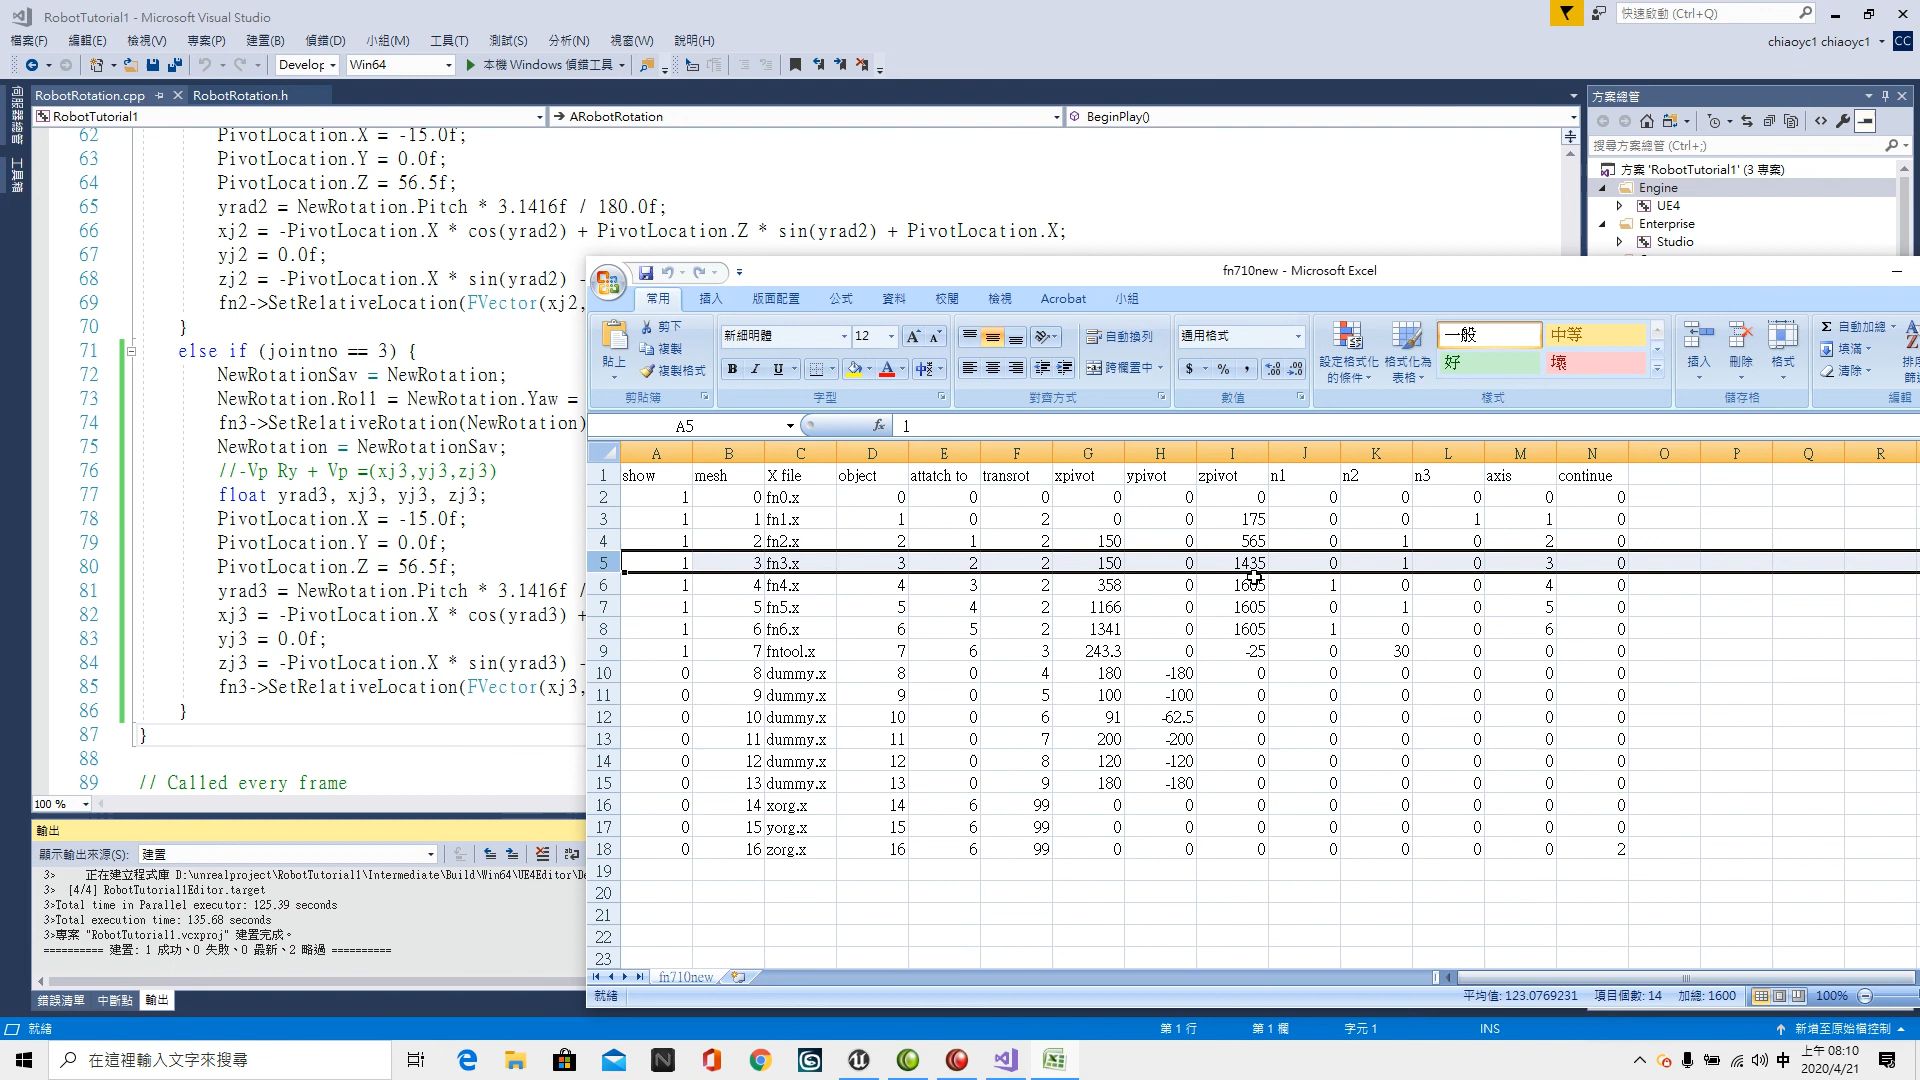 RobotTutorial1 - Microsoft Visual Studio
快速啟動 (Ctrl+Q)
檔案(F) 編輯(E) 檢視(V) 專案(P) 建置(B) 偵錯(D) 小組(M) 工具(T) 測試(S) 分析(N) 視窗(W) 說明(H)
chiaoyc1 chiaoyc1 CC
Develop Win64 本機 Windows 偵錯工具
伺服器總管 工具箱
RobotRotation.cpp RobotRotation.h
RobotTutorial1 ARobotRotation BeginPlay()
62 PivotLocation.X = -15.0f;
63 PivotLocation.Y = 0.0f;
64 PivotLocation.Z = 56.5f;
65 yrad2 = NewRotation.Pitch * 3.1416f / 180.0f;
66 xj2 = -PivotLocation.X * cos(yrad2) + PivotLocation.Z * sin(yrad2) + PivotLocation.X;
67 yj2 = 0.0f;
68 zj2 = -PivotLocation.X * sin(yrad2) -
69 fn2->SetRelativeLocation(FVector(xj2,
70 }
71 else if (jointno == 3) {
72 NewRotationSav = NewRotation;
73 NewRotation.Roll = NewRotation.Yaw =
74 fn3->SetRelativeRotation(NewRotation)
75 NewRotation = NewRotationSav;
76 //-Vp Ry + Vp =(xj3,yj3,zj3)
77 float yrad3, xj3, yj3, zj3;
78 PivotLocation.X = -15.0f;
79 PivotLocation.Y = 0.0f;
80 PivotLocation.Z = 56.5f;
81 yrad3 = NewRotation.Pitch * 3.1416f /
82 xj3 = -PivotLocation.X * cos(yrad3) +
83 yj3 = 0.0f;
84 zj3 = -PivotLocation.X * sin(yrad3) -
85 fn3->SetRelativeLocation(FVector(xj3,
86 }
87 }
88
89 // Called every frame
100 %
輸出
顯示輸出來源(S): 建置
3> 正在建立程式庫 D:\unrealproject\RobotTutorial1\Intermediate\Build\Win64\UE4Editor\De
3> [4/4] RobotTutorial1Editor.target
3>Total time in Parallel executor: 125.39 seconds
3>Total execution time: 135.68 seconds
3>專案 "RobotTutorial1.vcxproj" 建置完成。
========== 建置: 1 成功、0 失敗、0 最新、2 略過 ==========
錯誤清單 中斷點 輸出
方案總管
搜尋方案總管 (Ctrl+;)
方案 'RobotTutorial1' (3 專案)
Engine
UE4
Enterprise
Studio
fn710new - Microsoft Excel
常用 插入 版面配置 公式 資料 校閱 檢視 Acrobat 小組
貼上 剪下 複製 複製格式 剪貼簿
新細明體 12 B I U 字型
自動換列 跨欄置中 對齊方式
通用格式 $ % , 數值
設定格式化的條件 格式化為表格 一般 中等 好 壞 樣式
插入 刪除 格式 儲存格
Σ 自動加總 填滿 清除 編輯
A5 fx 1
A B C D E F G H I J K L M N O P Q R
1 show mesh X file object attatch to transrot xpivot ypivot zpivot n1 n2 n3 axis continue
2 1 0 fn0.x 0 0 0 0 0 0 0 0 0 0 0
3 1 1 fn1.x 1 0 2 0 0 175 0 0 1 1 0
4 1 2 fn2.x 2 1 2 150 0 565 0 1 0 2 0
5 1 3 fn3.x 3 2 2 150 0 1435 0 1 0 3 0
6 1 4 fn4.x 4 3 2 358 0 1605 1 0 0 4 0
7 1 5 fn5.x 5 4 2 1166 0 1605 0 1 0 5 0
8 1 6 fn6.x 6 5 2 1341 0 1605 1 0 0 6 0
9 1 7 fntool.x 7 6 3 243.3 0 -25 0 30 0 0 0
10 0 8 dummy.x 8 0 4 180 -180 0 0 0 0 0 0
11 0 9 dummy.x 9 0 5 100 -100 0 0 0 0 0 0
12 0 10 dummy.x 10 0 6 91 -62.5 0 0 0 0 0 0
13 0 11 dummy.x 11 0 7 200 -200 0 0 0 0 0 0
14 0 12 dummy.x 12 0 8 120 -120 0 0 0 0 0 0
15 0 13 dummy.x 13 0 9 180 -180 0 0 0 0 0 0
16 0 14 xorg.x 14 6 99 0 0 0 0 0 0 0 0
17 0 15 yorg.x 15 6 99 0 0 0 0 0 0 0 0
18 0 16 zorg.x 16 6 99 0 0 0 0 0 0 0 2
19
20
21
22
23
fn710new
就緒 平均值: 123.0769231 項目個數: 14 加總: 1600 100%
就緒 第 1 行 第 1 欄 字元 1 INS 新增至原始檔控制
在這裡輸入文字來搜尋
中 上午 08:10
2020/4/21